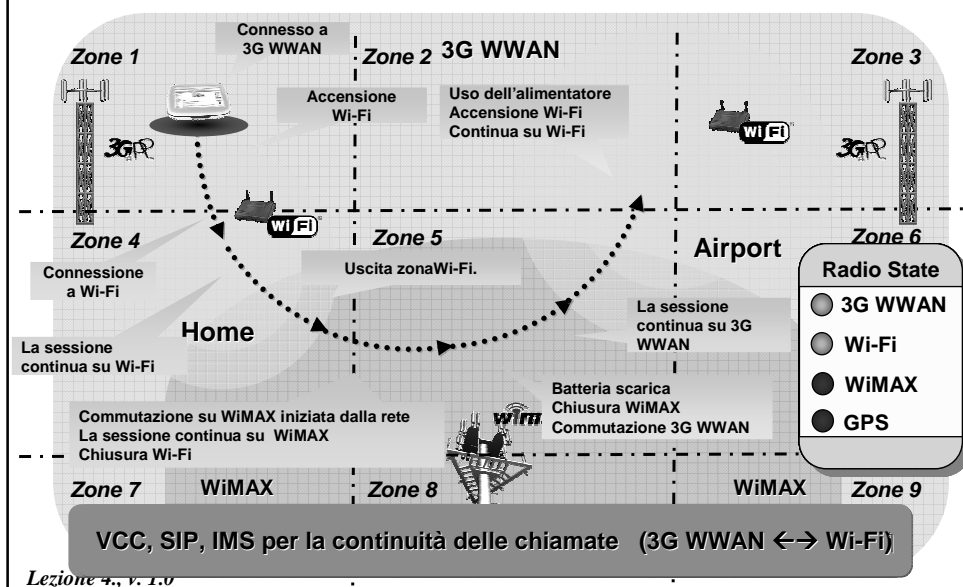 Connesso a
3G WWAN
Zone 1
Zone 2
3G WWAN
Zone 3
Accensione
Wi-Fi
Uso dell'alimentatore
Accensione Wi-Fi
Continua su Wi-Fi
3G
Wi Fi
3G
Wi Fi
Zone 4
Zone 5
Zone 6
Airport
Connessione
a Wi-Fi
Uscita zonaWi-Fi.
Radio State
3G WWAN
Wi-Fi
WiMAX
GPS
Home
La sessione
continua su 3G
WWAN
La sessione
continua su Wi-Fi
Batteria scarica
Chiusura WiMAX
Commutazione 3G WWAN
Commutazione su WiMAX iniziata dalla rete
La sessione continua su WiMAX
Chiusura Wi-Fi
Zone 7
WiMAX
Zone 8
WiMAX
Zone 9
VCC, SIP, IMS per la continuità delle chiamate (3G WWAN ←→ Wi-Fi)
Lezione 4., v. 1.0